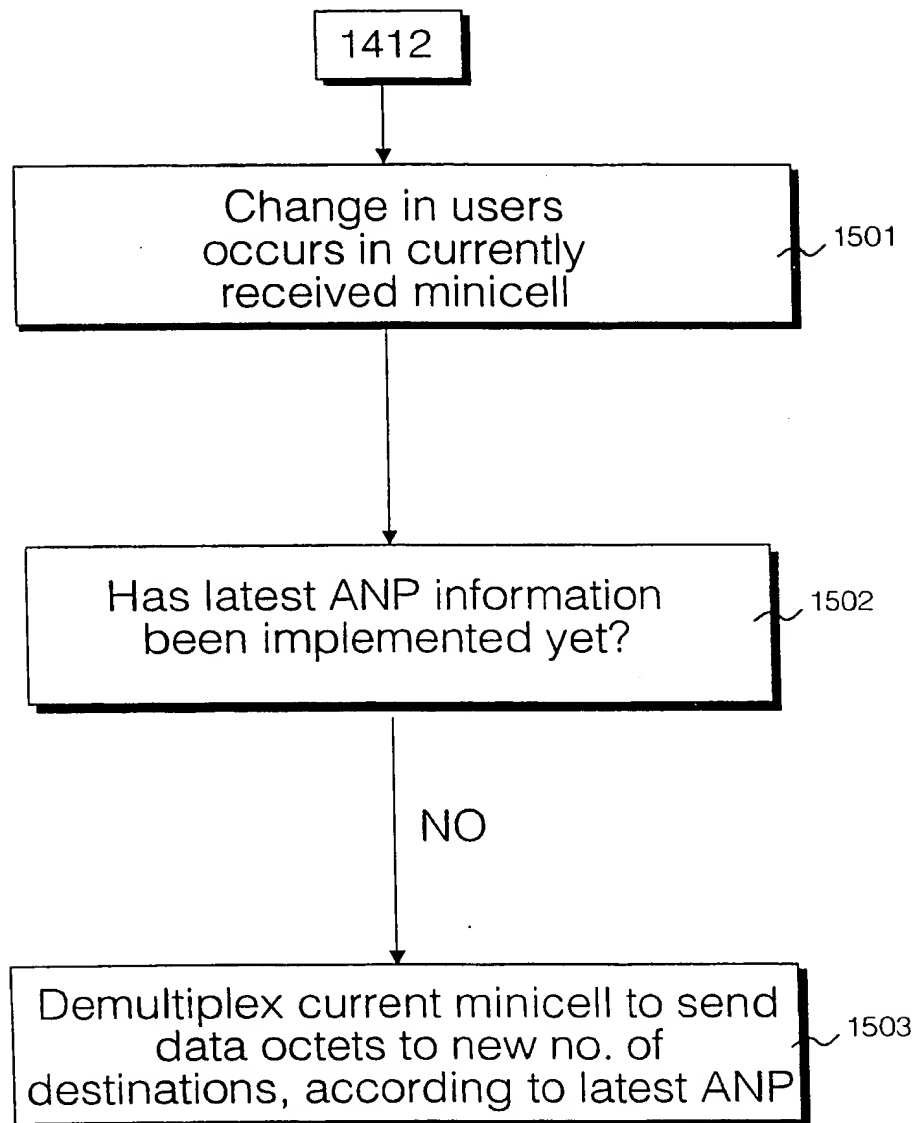 1412
Change in users
occurs in currently
received minicell
1501
Has latest ANP information
been implemented yet?
1502
NO
Demultiplex current minicell to send
data octets to new no. of
destinations, according to latest ANP
1503